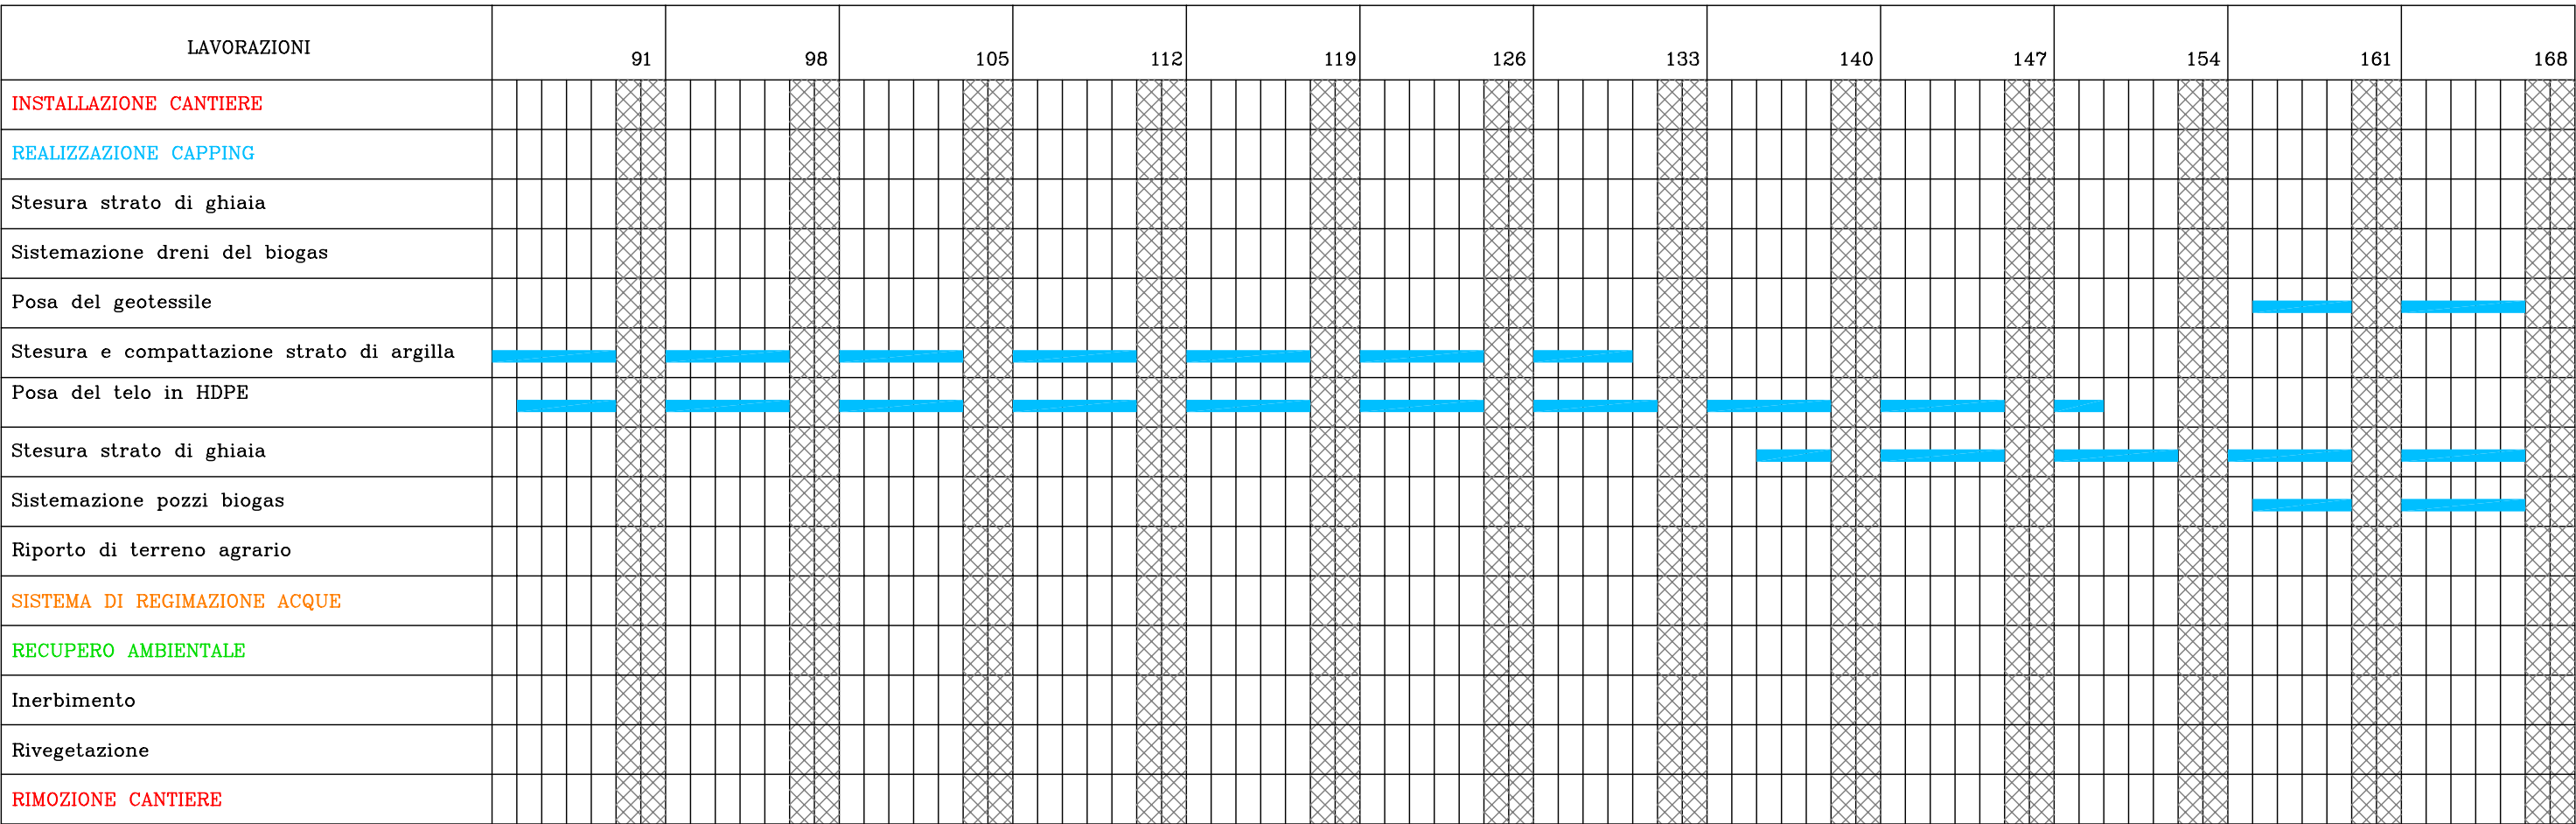 LAVORAZIONI 91 98 105 112 119 126 133 140 147 154 161 168
INSTALLAZIONE CANTIERE
REALIZZAZIONE CAPPING
Stesura strato di ghiaia
Sistemazione dreni del biogas
Posa del geotessile
Stesura e compattazione strato di argilla
Posa del telo in HDPE
Stesura strato di ghiaia
Sistemazione pozzi biogas
Riporto di terreno agrario
SISTEMA DI REGIMAZIONE ACQUE
RECUPERO AMBIENTALE
Inerbimento
Rivegetazione
RIMOZIONE CANTIERE